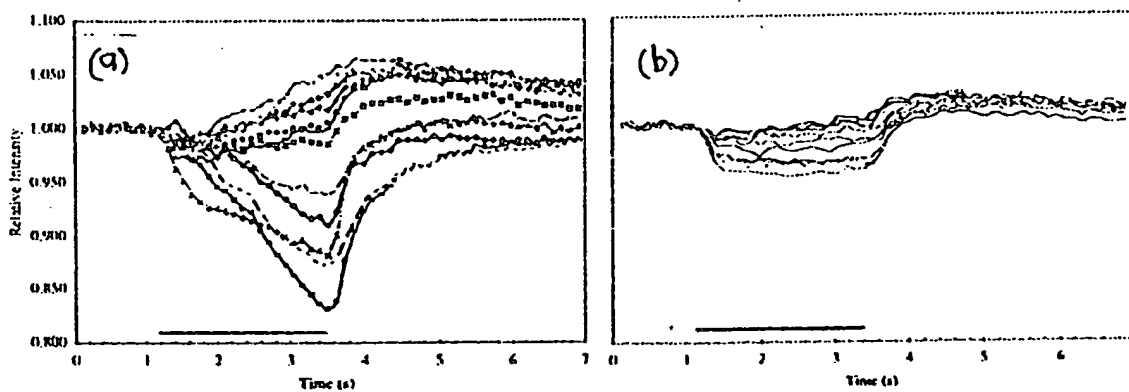 (a)
(b)
1.100
1.050
1.000
0.950
0.900
0.850
0.800
Relative Intensity
0 1 2 3 4 5 6 7
Time (s)
0 1 2 3 4 5 6
Time (s)